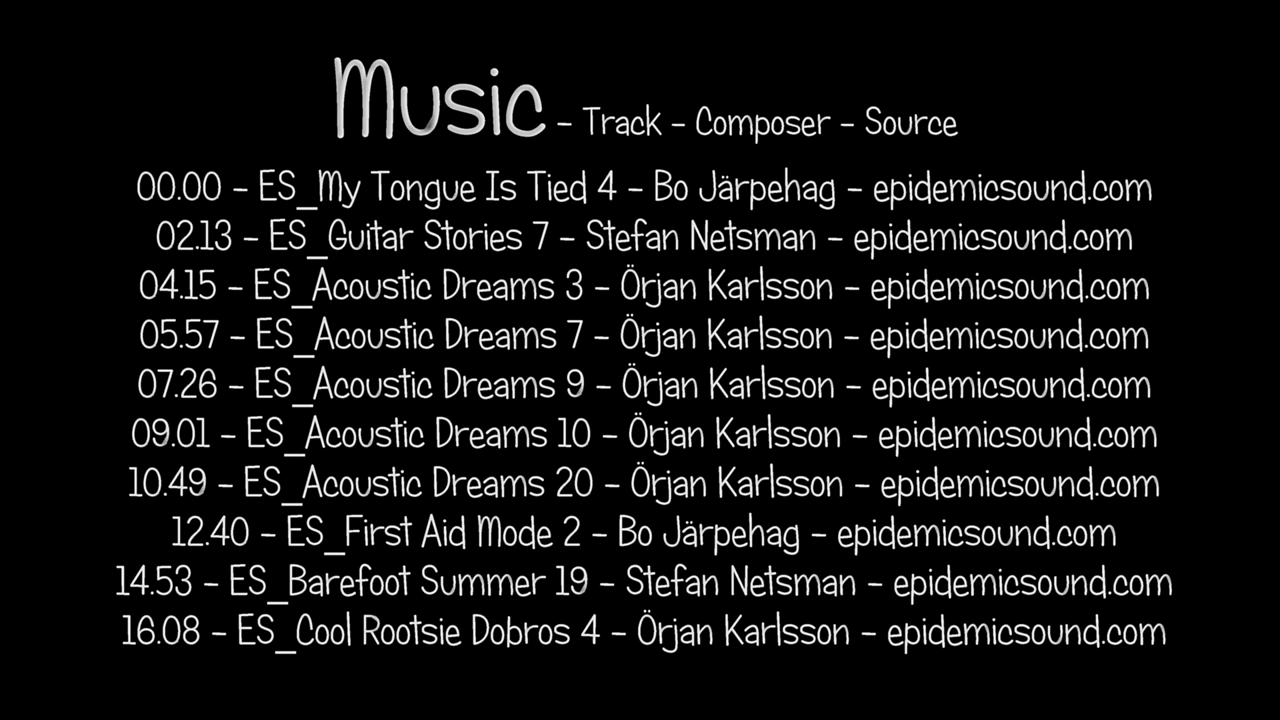 Music - Track - Composer - Source
00.00 - ES_My Tongue Is Tied 4 - Bo Järpehag - epidemicsound.com
02.13 - ES_Guitar Stories 7 - Stefan Netsman - epidemicsound.com
04.15 - ES_Acoustic Dreams 3 - Örjan Karlsson - epidemicsound.com
05.57 - ES_Acoustic Dreams 7 - Örjan Karlsson - epidemicsound.com
07.26 - ES_Acoustic Dreams 9 - Örjan Karlsson - epidemicsound.com
09.01 - ES_Acoustic Dreams 10 - Örjan Karlsson - epidemicsound.com
10.49 - ES_Acoustic Dreams 20 - Örjan Karlsson - epidemicsound.com
12.40 - ES_First Aid Mode 2 - Bo Järpehag - epidemicsound.com
14.53 - ES_Barefoot Summer 19 - Stefan Netsman - epidemicsound.com
16.08 - ES_Cool Rootsie Dobros 4 - Örjan Karlsson - epidemicsound.com